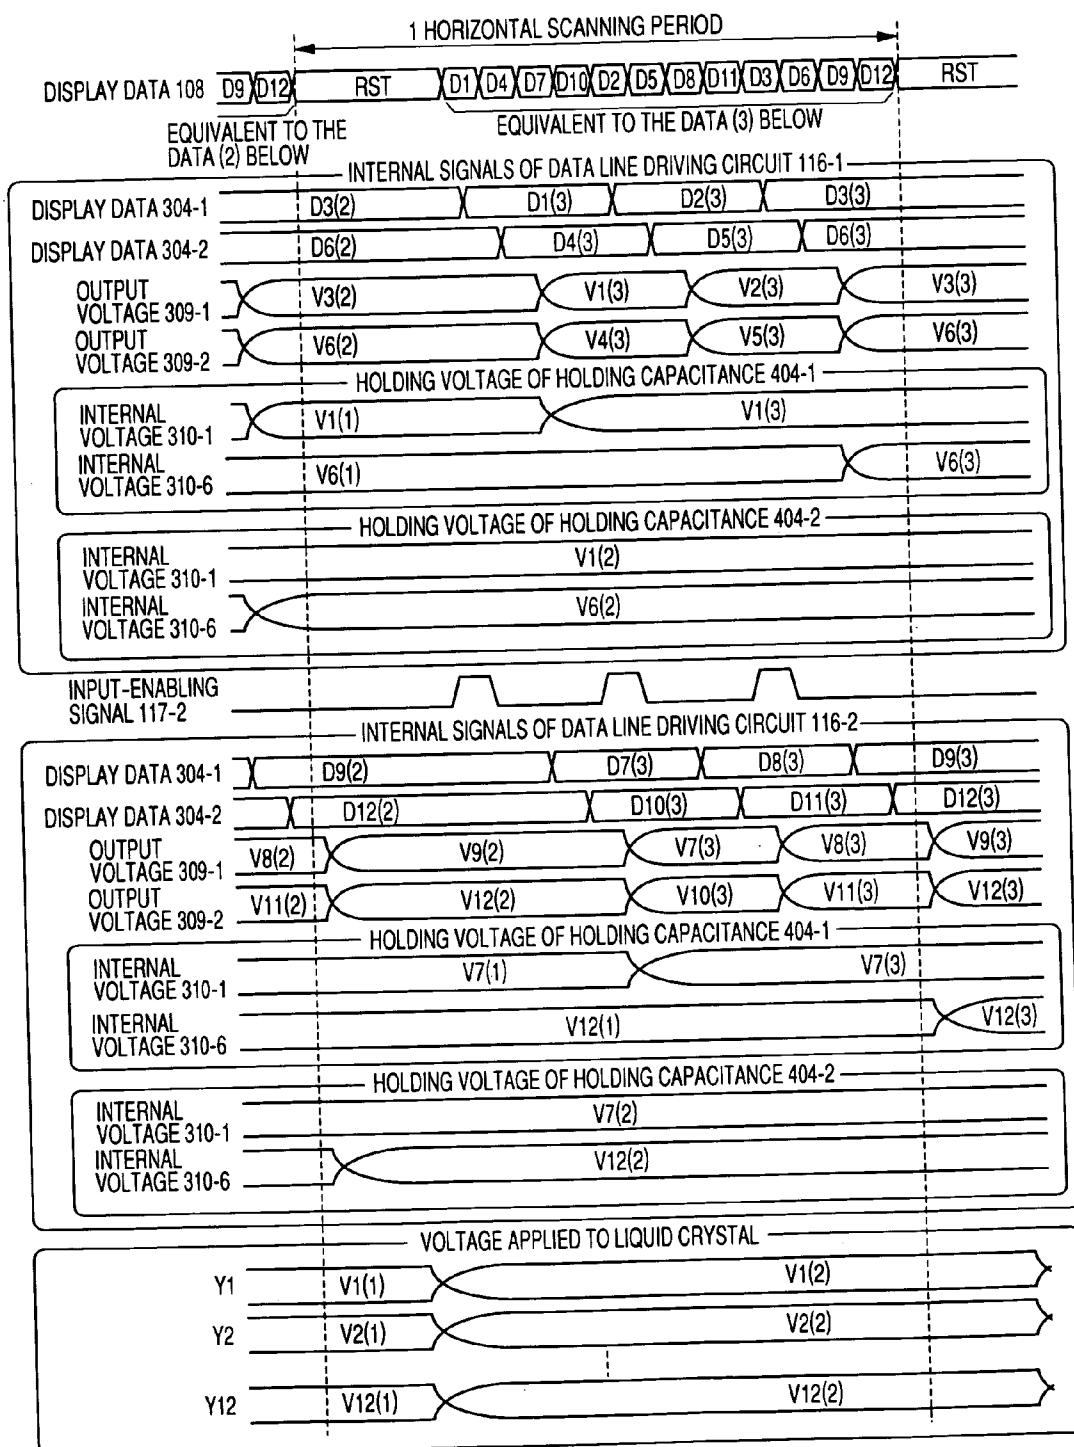 1 HORIZONTAL SCANNING PERIOD
DISPLAY DATA 108 D9 D12 RST D1 D4 D7 D10 D2 D5 D8 D11 D3 D6 D9 D12 RST
EQUIVALENT TO THE DATA (2) BELOW
EQUIVALENT TO THE DATA (3) BELOW
INTERNAL SIGNALS OF DATA LINE DRIVING CIRCUIT 116-1
DISPLAY DATA 304-1 D3(2) D1(3) D2(3) D3(3)
DISPLAY DATA 304-2 D6(2) D4(3) D5(3) D6(3)
OUTPUT VOLTAGE 309-1 V3(2) V1(3) V2(3) V3(3)
OUTPUT VOLTAGE 309-2 V6(2) V4(3) V5(3) V6(3)
HOLDING VOLTAGE OF HOLDING CAPACITANCE 404-1
INTERNAL VOLTAGE 310-1 V1(1) V1(3)
INTERNAL VOLTAGE 310-6 V6(1) V6(3)
HOLDING VOLTAGE OF HOLDING CAPACITANCE 404-2
INTERNAL VOLTAGE 310-1 V1(2)
INTERNAL VOLTAGE 310-6 V6(2)
INPUT-ENABLING SIGNAL 117-2
INTERNAL SIGNALS OF DATA LINE DRIVING CIRCUIT 116-2
DISPLAY DATA 304-1 D9(2) D7(3) D8(3) D9(3)
DISPLAY DATA 304-2 D12(2) D10(3) D11(3) D12(3)
OUTPUT VOLTAGE 309-1 V8(2) V9(2) V7(3) V8(3) V9(3)
OUTPUT VOLTAGE 309-2 V11(2) V12(2) V10(3) V11(3) V12(3)
HOLDING VOLTAGE OF HOLDING CAPACITANCE 404-1
INTERNAL VOLTAGE 310-1 V7(1) V7(3)
INTERNAL VOLTAGE 310-6 V12(1) V12(3)
HOLDING VOLTAGE OF HOLDING CAPACITANCE 404-2
INTERNAL VOLTAGE 310-1 V7(2)
INTERNAL VOLTAGE 310-6 V12(2)
VOLTAGE APPLIED TO LIQUID CRYSTAL
Y1 V1(1) V1(2)
Y2 V2(1) V2(2)
Y12 V12(1) V12(2)